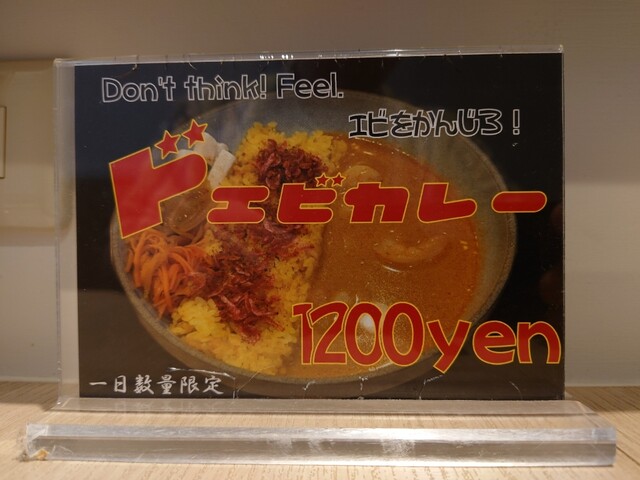 Don't think! Feel.
エビをかんじろ！
ドエビカレー
1200yen
一日数量限定